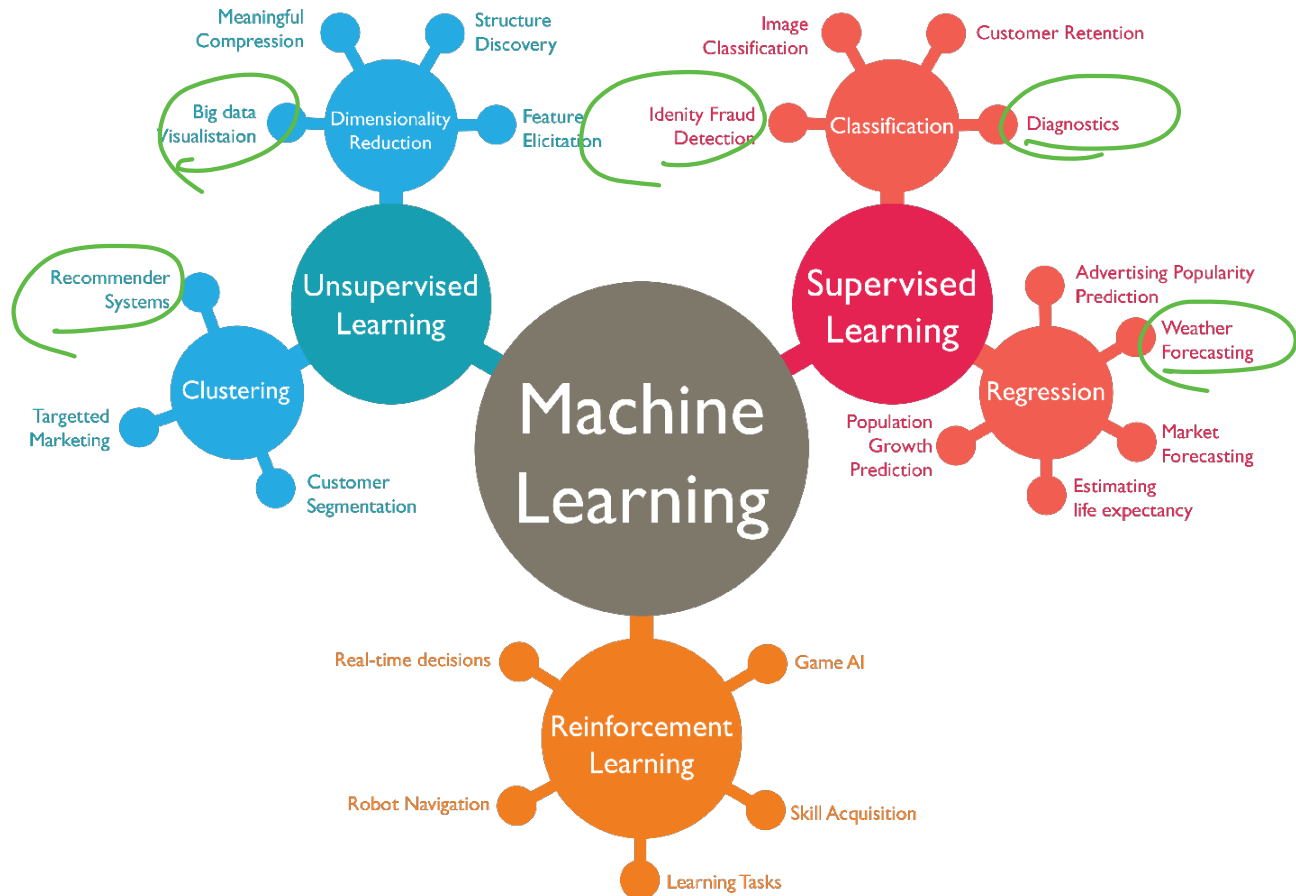 Meaningful
Compression
Structure
Discovery
Big data
Visualistaion
Dimensionality
Reduction
Feature
Elicitation
Image
Classification
Customer Retention
Idenity Fraud
Detection
Classification
Diagnostics
Recommender
Systems
Unsupervised
Learning
Clustering
Targetted
Marketing
Customer
Segmentation
Supervised
Learning
Advertising Popularity
Prediction
Weather
Forecasting
Regression
Population
Growth
Prediction
Market
Forecasting
Estimating
life expectancy
Machine
Learning
Real-time decisions
Game AI
Reinforcement
Learning
Robot Navigation
Skill Acquisition
Learning Tasks